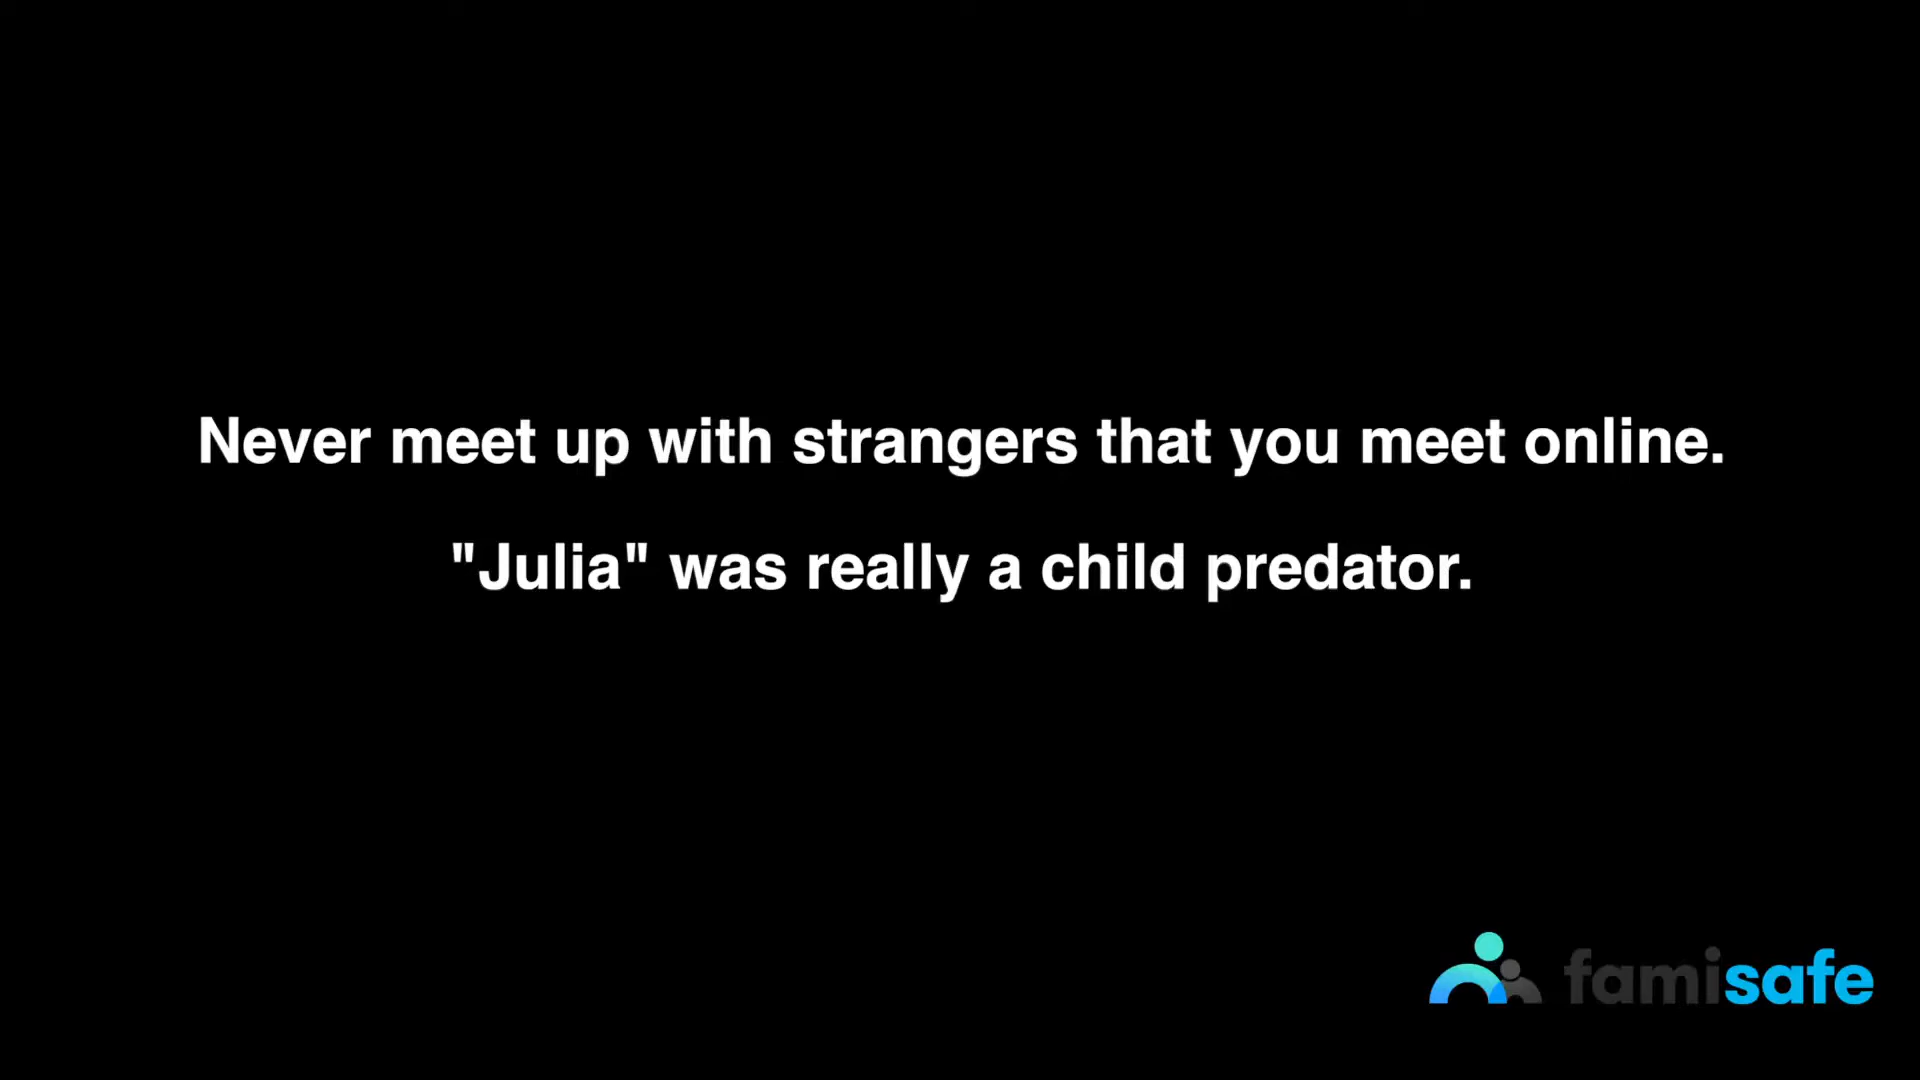 Never meet up with strangers that you meet online.
"Julia" was really a child predator.
famisafe